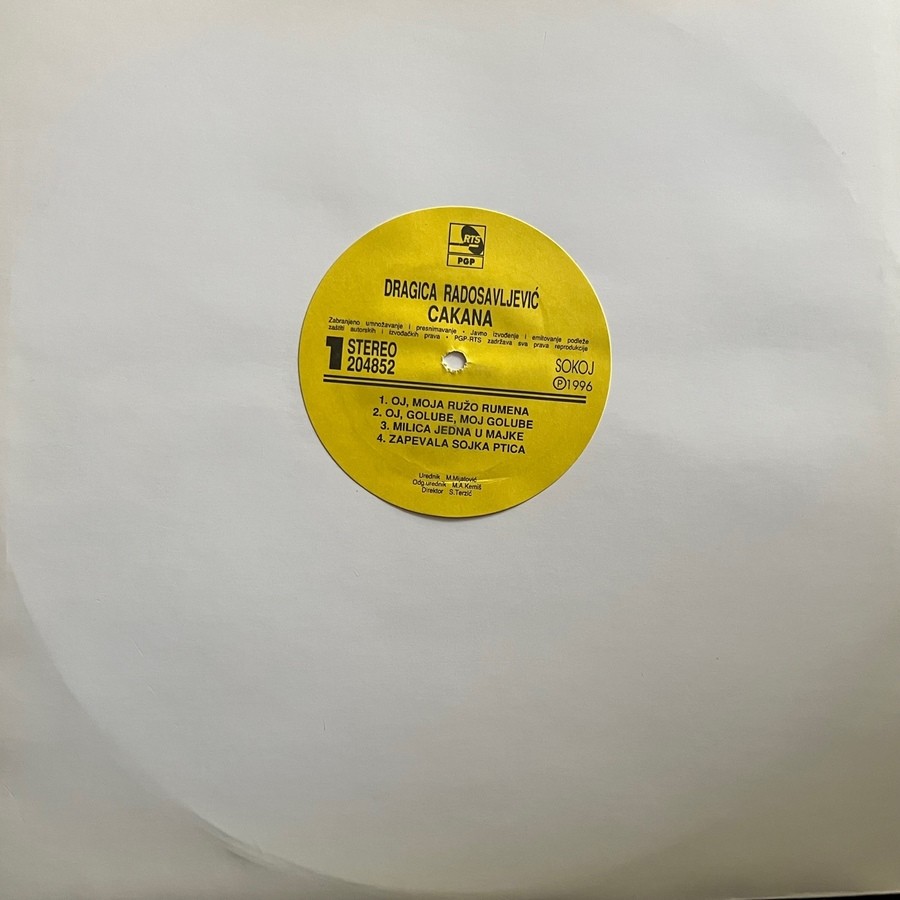 RTS
PGP
DRAGICA RADOSAVLJEVIĆ
CAKANA
Zabranjeno umnožavanje i presnimavanje • Javno izvođenje i emitovanje podleže
zaštiti autorskih i izvođačkih prava • PGP-RTS zadržava sva prava reprodukcije
1 STEREO
204852
SOKOJ
Ⓟ1996
1. OJ, MOJA RUŽO RUMENA
2. OJ, GOLUBE, MOJ GOLUBE
3. MILICA JEDNA U MAJKE
4. ZAPEVALA SOJKA PTICA
Urednik M.Mijatović
Odg.urednik M.A.Kemiš
Direktor S.Terzić